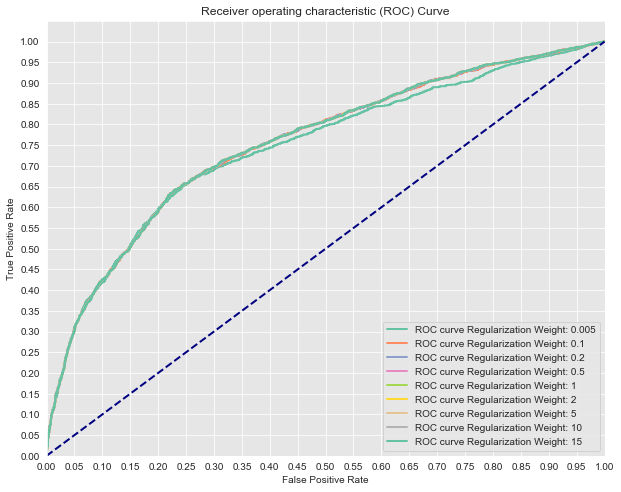 Receiver operating characteristic (ROC) Curve
True Positive Rate
1.00
0.95
0.90
0.85
0.80
0.75
0.70
0.65
0.60
0.55
0.50
0.45
0.40
0.35
0.30
0.25
0.20
0.15
0.10
0.05
0.00
ROC curve Regularization Weight: 0.005
ROC curve Regularization Weight: 0.1
ROC curve Regularization Weight: 0.2
ROC curve Regularization Weight: 0.5
ROC curve Regularization Weight: 1
ROC curve Regularization Weight: 2
ROC curve Regularization Weight: 5
ROC curve Regularization Weight: 10
ROC curve Regularization Weight: 15
0.00 0.05 0.10 0.15 0.20 0.25 0.30 0.35 0.40 0.45 0.50 0.55 0.60 0.65 0.70 0.75 0.80 0.85 0.90 0.95 1.00
False Positive Rate